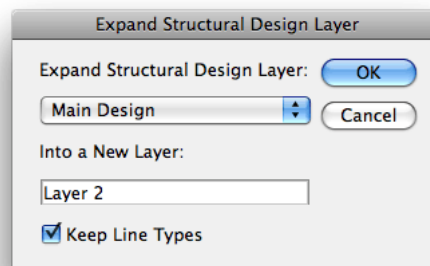 Expand Structural Design Layer
Expand Structural Design Layer:
OK
Main Design
Cancel
Into a New Layer:
Layer 2
Keep Line Types